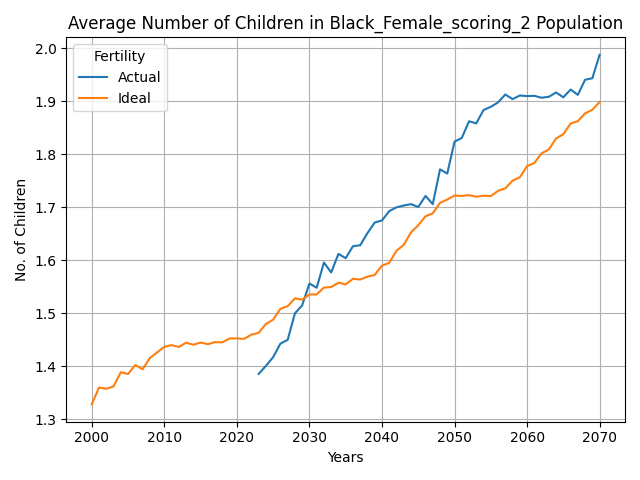 Average Number of Children in Black_Female_scoring_2 Population
Fertility
Actual
Ideal
No. of Children
2.0
1.9
1.8
1.7
1.6
1.5
1.4
1.3
2000 2010 2020 2030 2040 2050 2060 2070
Years